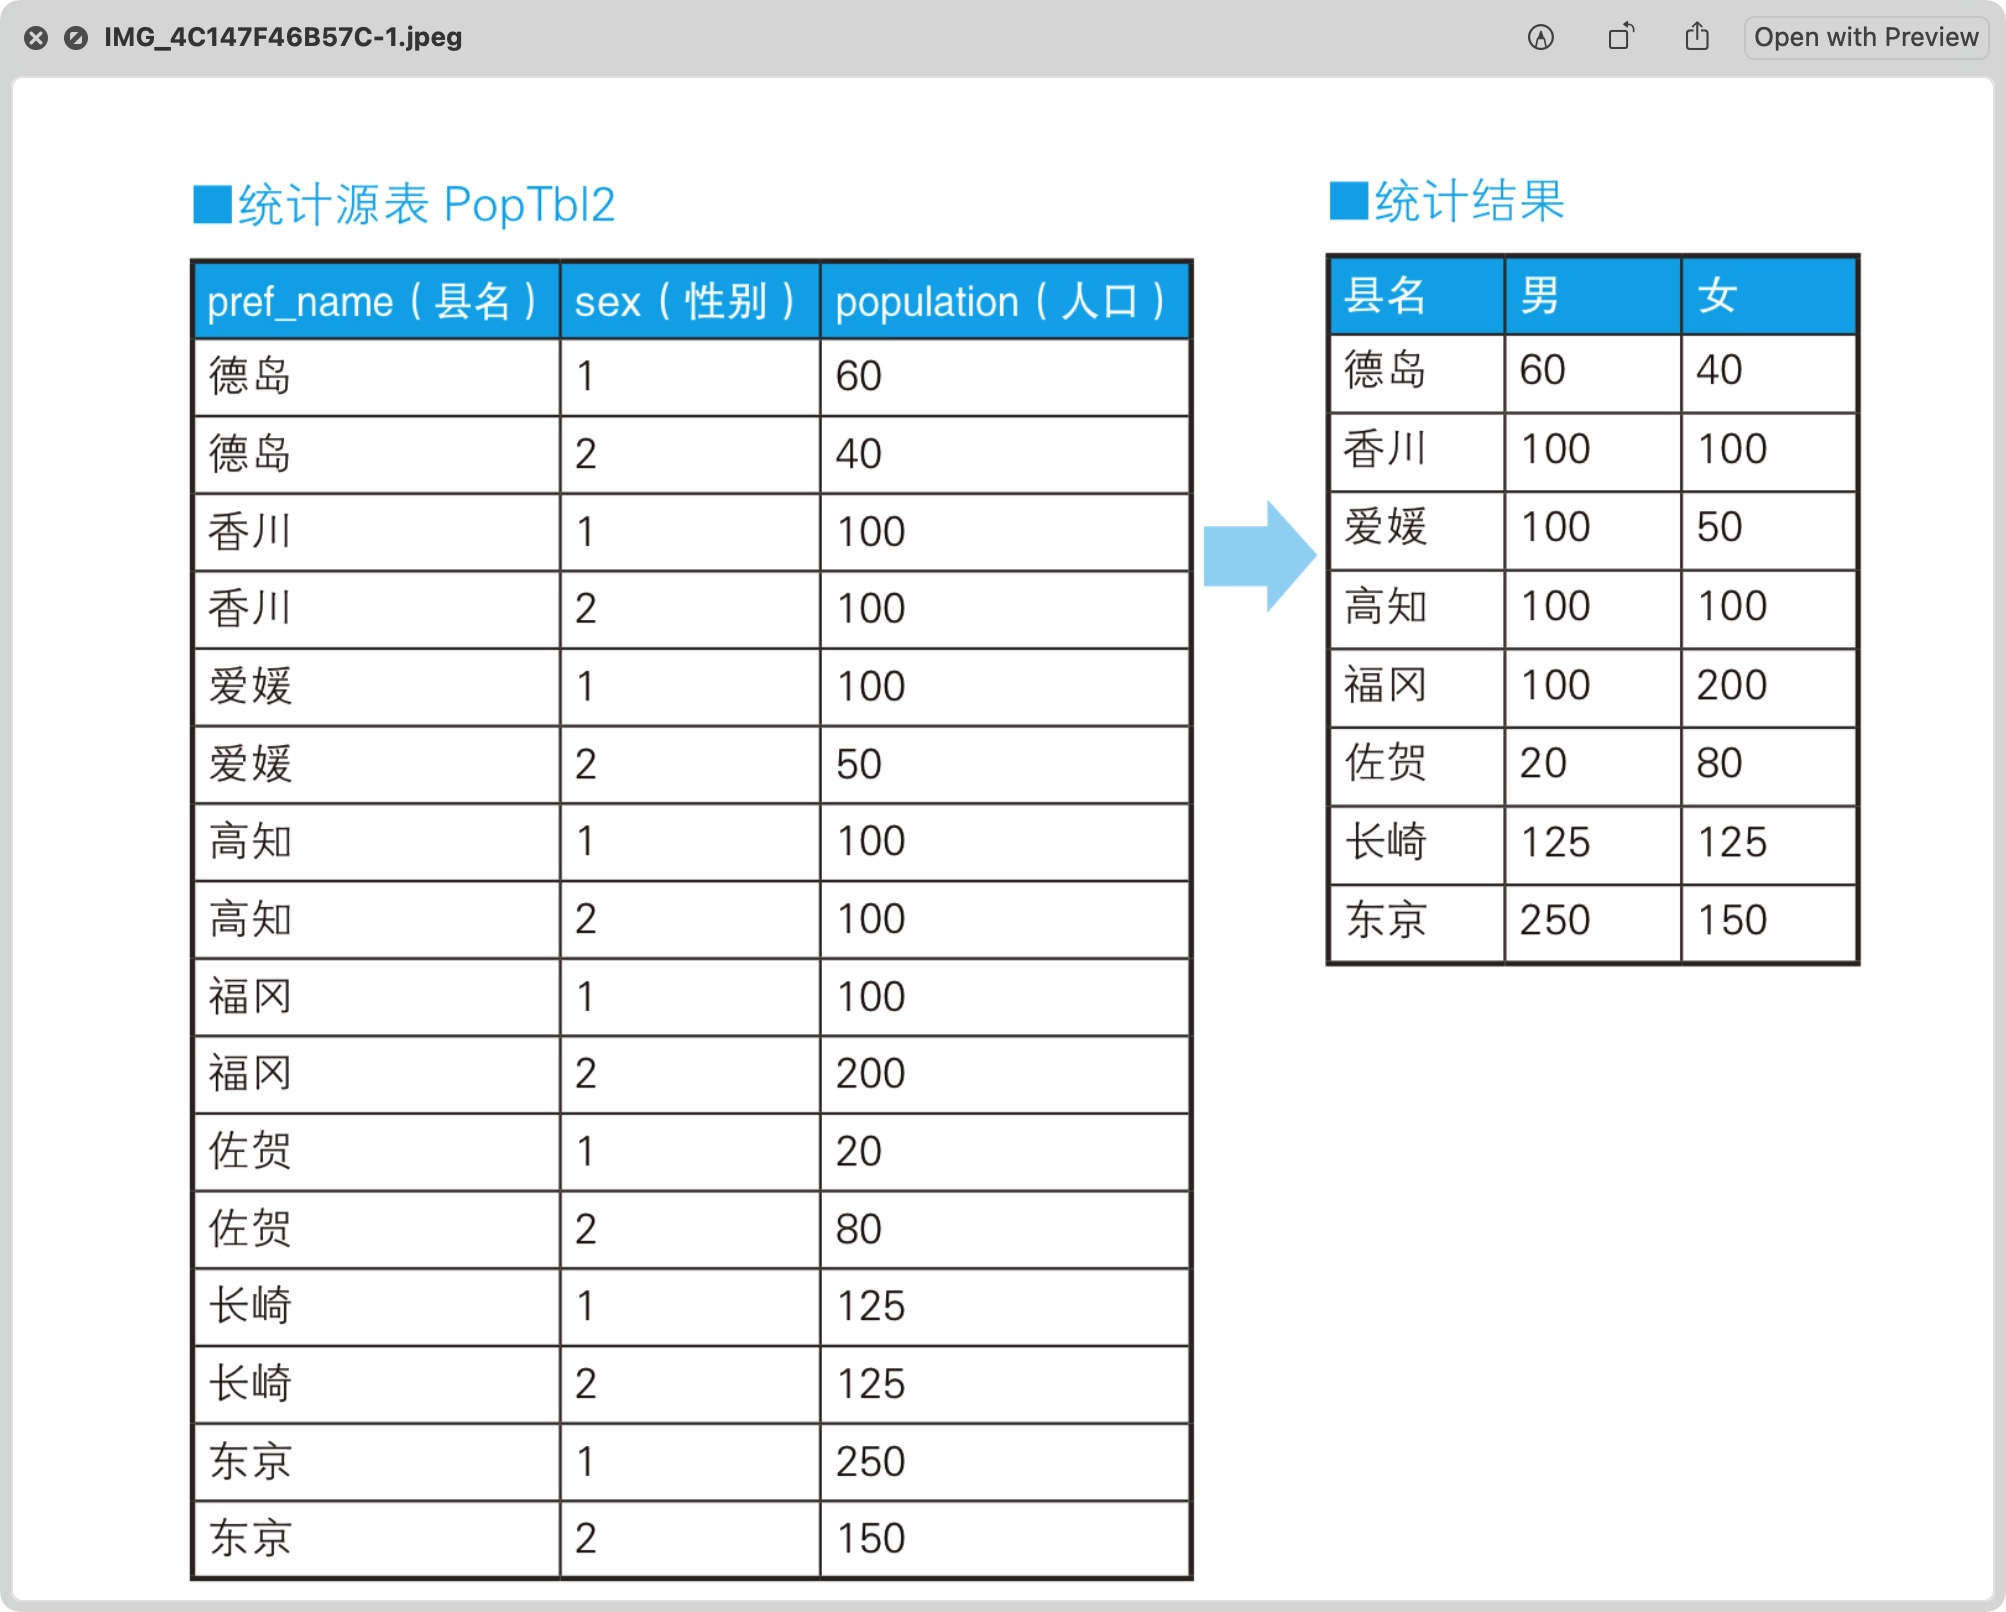 IMG_4C147F46B57C-1.jpeg
Open with Preview
■统计源表 PopTbl2
pref_name（县名） sex（性别） population（人口）
德岛 1 60
德岛 2 40
香川 1 100
香川 2 100
爱媛 1 100
爱媛 2 50
高知 1 100
高知 2 100
福冈 1 100
福冈 2 200
佐贺 1 20
佐贺 2 80
长崎 1 125
长崎 2 125
东京 1 250
东京 2 150
■统计结果
县名 男 女
德岛 60 40
香川 100 100
爱媛 100 50
高知 100 100
福冈 100 200
佐贺 20 80
长崎 125 125
东京 250 150